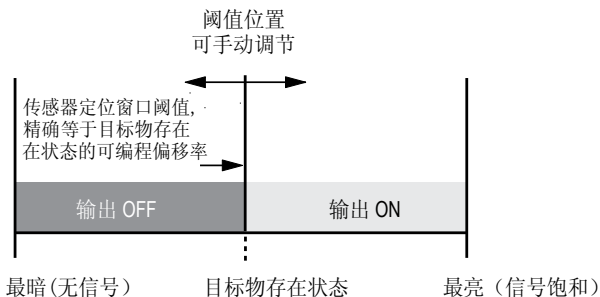 阈值位置
可手动调节
传感器定位窗口阈值,
精确等于目标物存在
在状态的可编程偏移率
输出 OFF
输出 ON
最暗(无信号)
目标物存在状态
最亮（信号饱和）